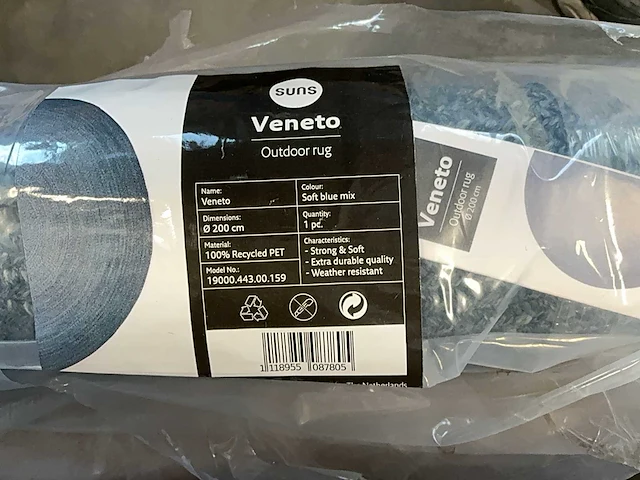 suns
Veneto
Outdoor rug
Name:
Veneto
Colour:
Soft blue mix
Dimensions:
Ø 200 cm
Quantity:
1 pc.
Material:
100% Recycled PET
Model No.:
19000.443.00.159
Characteristics:
- Strong & Soft
- Extra durable quality
- Weather resistant
1 118955 087805
The Netherlands
Veneto
Outdoor rug
Ø 200 cm